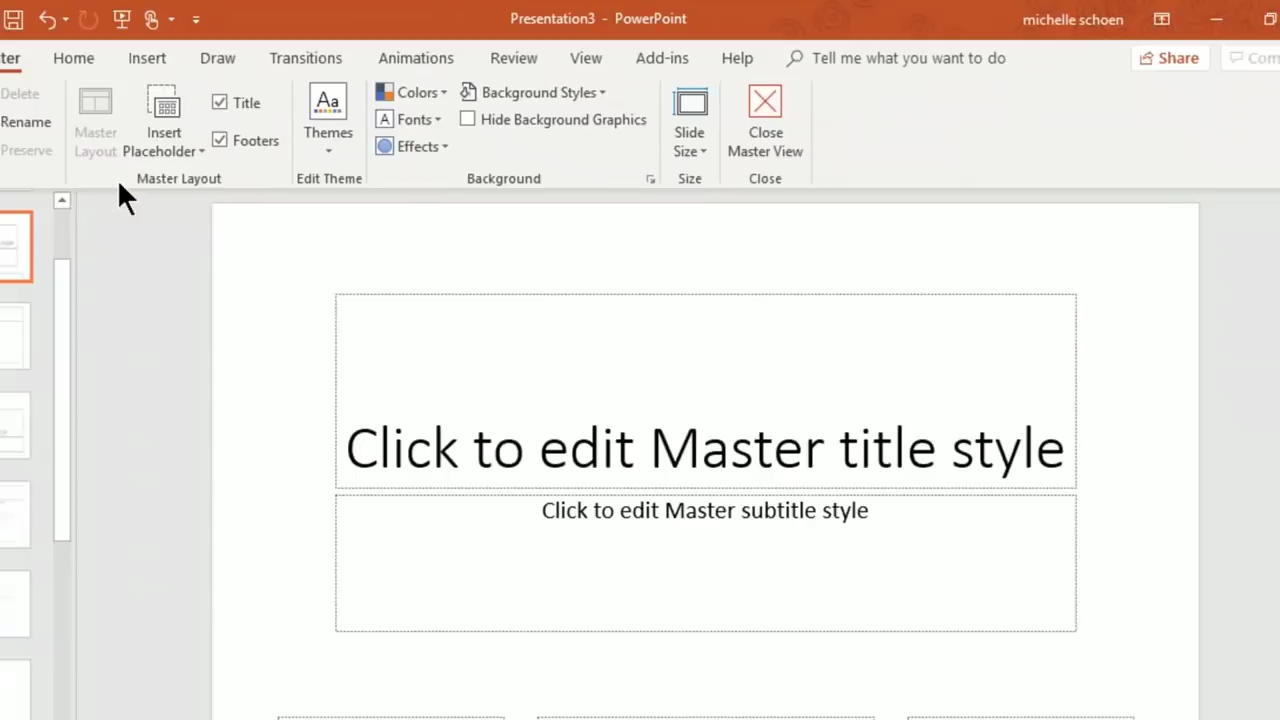 Presentation3 - PowerPoint
michelle schoen
ter Home Insert Draw Transitions Animations Review View Add-ins Help Tell me what you want to do Share Com
Delete
Rename
Preserve
Master Layout
Insert Placeholder
Title
Footers
Master Layout
Aa
Themes
Edit Theme
Colors
A Fonts
Effects
Background Styles
Hide Background Graphics
Background
Slide Size
Size
Close Master View
Close
Click to edit Master title style
Click to edit Master subtitle style